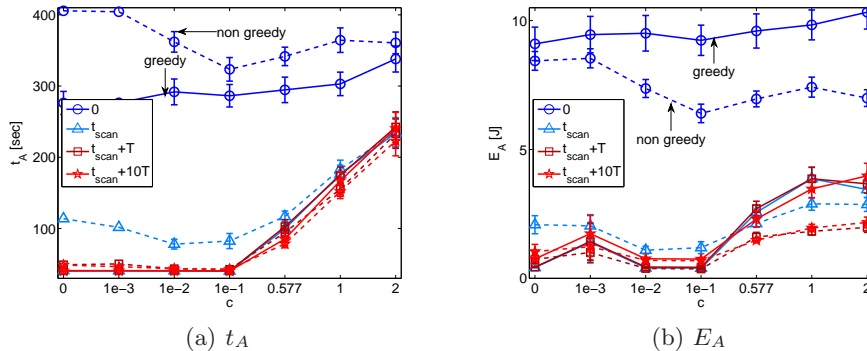 400
300
200
100
t_A [sec]
non greedy
greedy
0
t_scan
t_scan+T
t_scan+10T
0 1e−3 1e−2 1e−1 0.577 1 2
c
(a) t_A
10
5
0
E_A [J]
greedy
non greedy
0
t_scan
t_scan+T
t_scan+10T
0 1e−3 1e−2 1e−1 0.577 1 2
c
(b) E_A